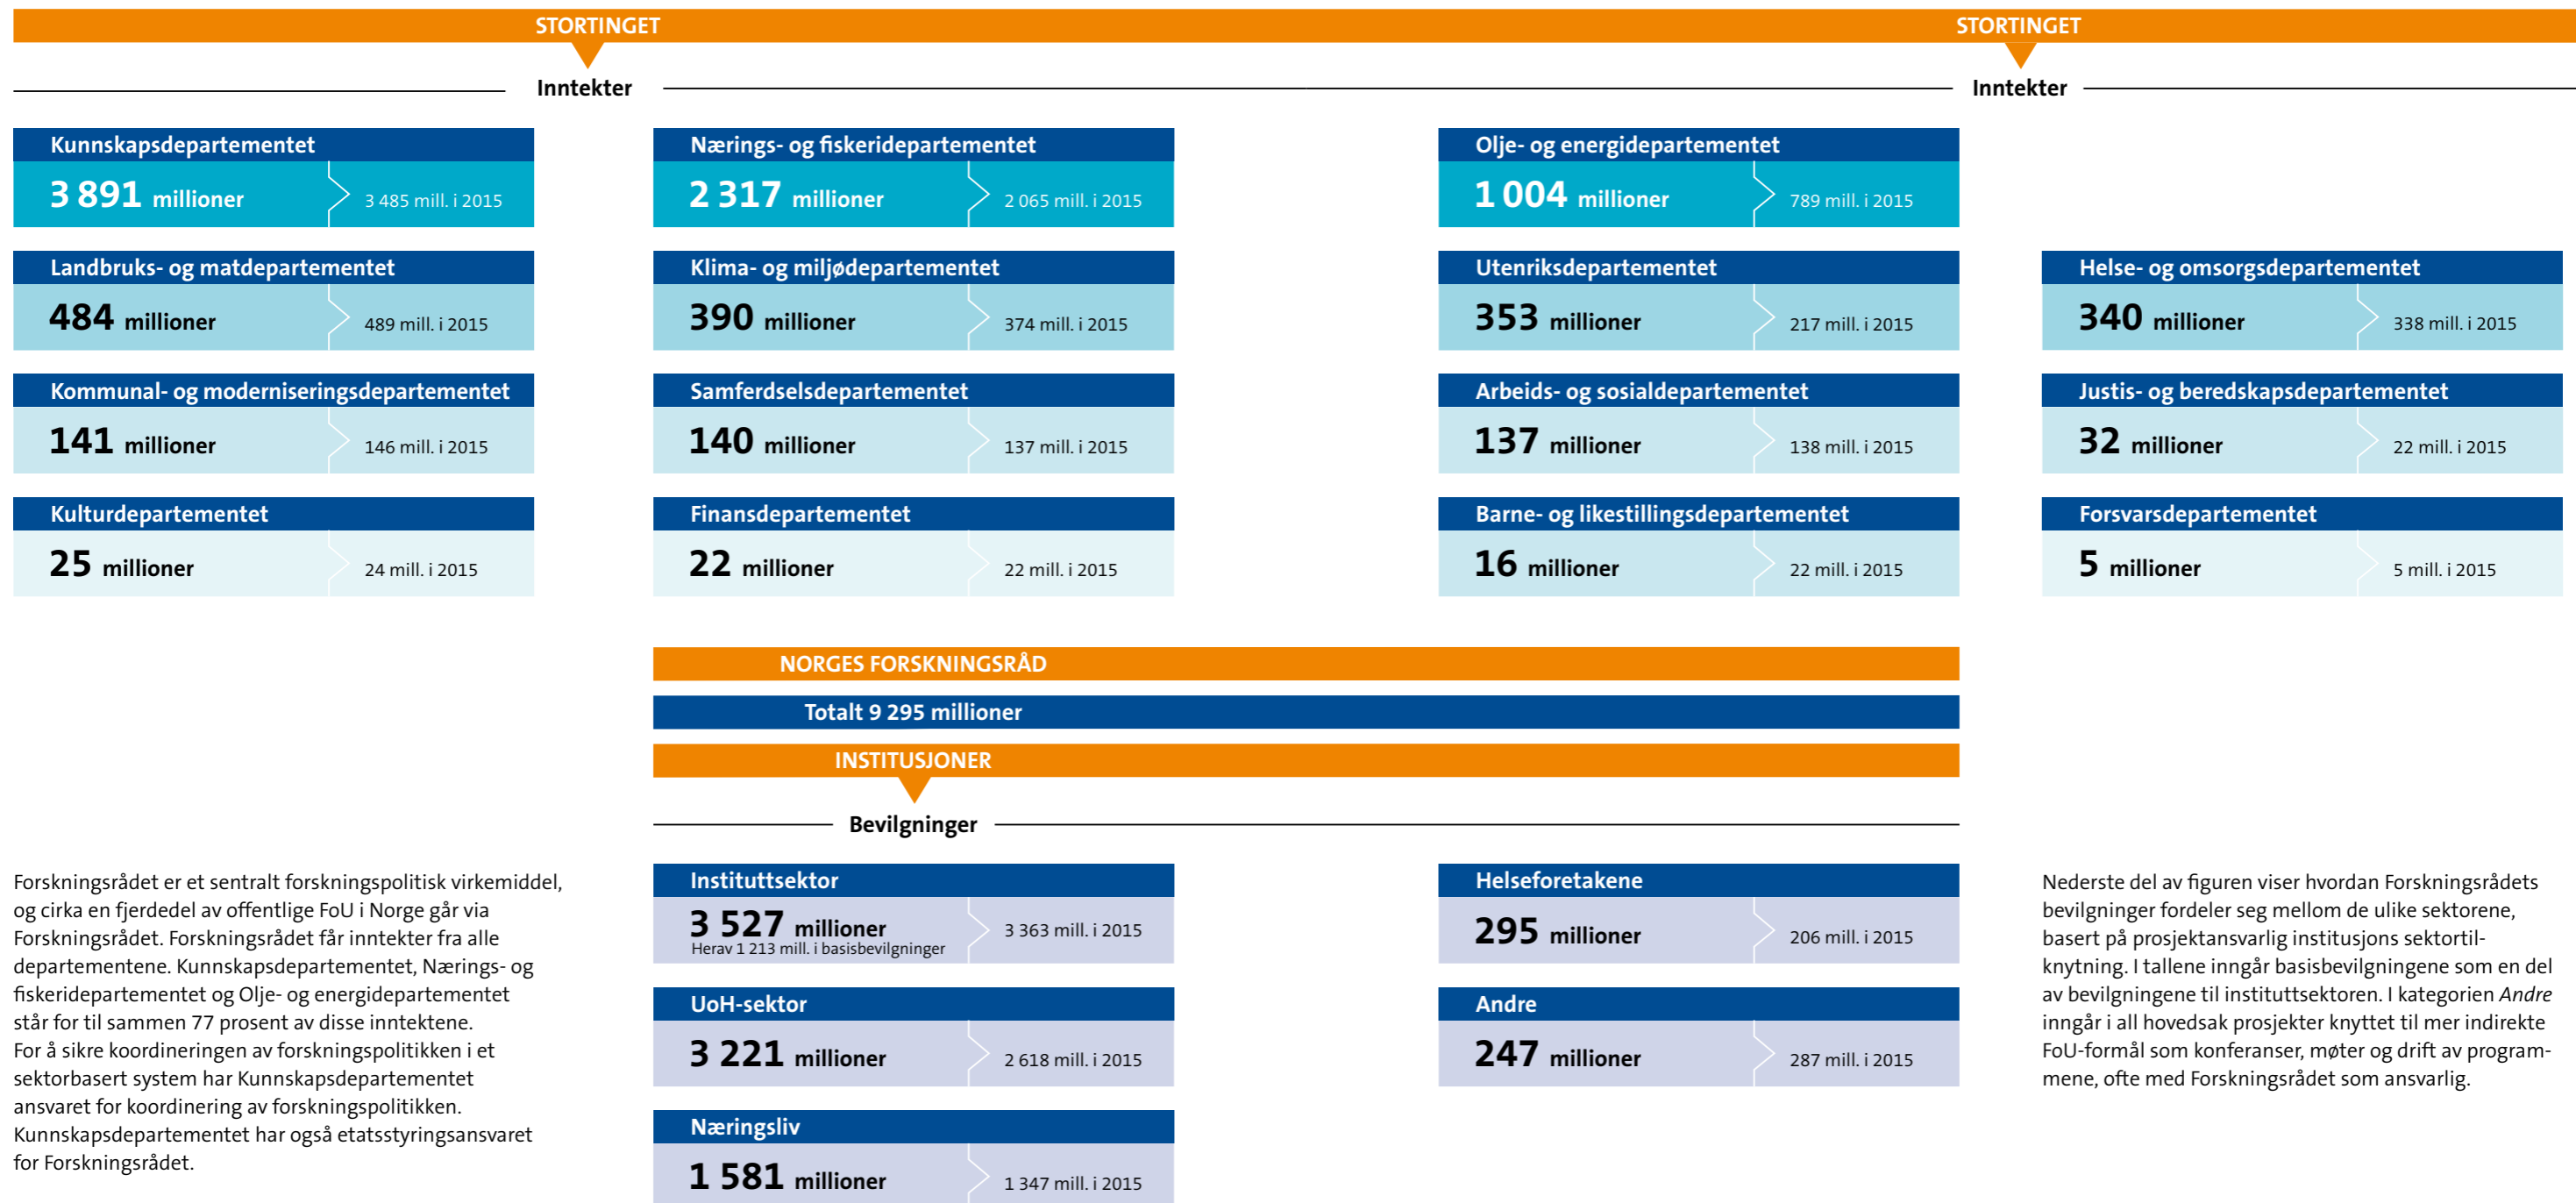 STORTINGET
STORTINGET
Inntekter
Inntekter
Kunnskapsdepartementet
3 891 millioner
3 485 mill. i 2015
Nærings- og fiskeridepartementet
2 317 millioner
2 065 mill. i 2015
Olje- og energidepartementet
1 004 millioner
789 mill. i 2015
Landbruks- og matdepartementet
484 millioner
489 mill. i 2015
Klima- og miljødepartementet
390 millioner
374 mill. i 2015
Utenriksdepartementet
353 millioner
217 mill. i 2015
Helse- og omsorgsdepartementet
340 millioner
338 mill. i 2015
Kommunal- og moderniseringsdepartementet
141 millioner
146 mill. i 2015
Samferdselsdepartementet
140 millioner
137 mill. i 2015
Arbeids- og sosialdepartementet
137 millioner
138 mill. i 2015
Justis- og beredskapsdepartementet
32 millioner
22 mill. i 2015
Kulturdepartementet
25 millioner
24 mill. i 2015
Finansdepartementet
22 millioner
22 mill. i 2015
Barne- og likestillingsdepartementet
16 millioner
22 mill. i 2015
Forsvarsdepartementet
5 millioner
5 mill. i 2015
NORGES FORSKNINGSRÅD
Totalt 9 295 millioner
INSTITUSJONER
Bevilgninger
Forskningsrådet er et sentralt forskningspolitisk virkemiddel,
og cirka en fjerdedel av offentlige FoU i Norge går via
Forskningsrådet. Forskningsrådet får inntekter fra alle
departementene. Kunnskapsdepartementet, Nærings- og
fiskeridepartementet og Olje- og energidepartementet
står for til sammen 77 prosent av disse inntektene.
For å sikre koordineringen av forskningspolitikken i et
sektorbasert system har Kunnskapsdepartementet
ansvaret for koordinering av forskningspolitikken.
Kunnskapsdepartementet har også etatsstyringsansvaret
for Forskningsrådet.
Instituttsektor
3 527 millioner
Herav 1 213 mill. i basisbevilgninger
3 363 mill. i 2015
Helseforetakene
295 millioner
206 mill. i 2015
UoH-sektor
3 221 millioner
2 618 mill. i 2015
Andre
247 millioner
287 mill. i 2015
Næringsliv
1 581 millioner
1 347 mill. i 2015
Nederste del av figuren viser hvordan Forskningsrådets
bevilgninger fordeler seg mellom de ulike sektorene,
basert på prosjektansvarlig institusjons sektortil-
knytning. I tallene inngår basisbevilgningene som en del
av bevilgningene til instituttsektoren. I kategorien Andre
inngår i all hovedsak prosjekter knyttet til mer indirekte
FoU-formål som konferanser, møter og drift av program-
mene, ofte med Forskningsrådet som ansvarlig.